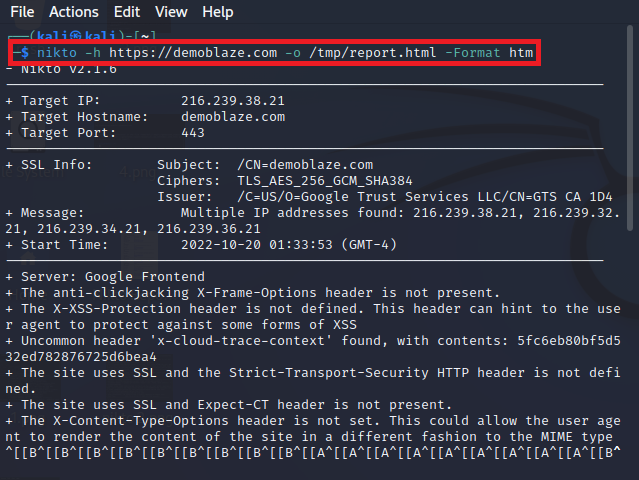 File Actions Edit View Help
┌──(kali㉿kali)-[~]
└─$ nikto -h https://demoblaze.com -o /tmp/report.html -Format htm
- Nikto v2.1.6
---------------------------------------------------------------------------
+ Target IP: 216.239.38.21
+ Target Hostname: demoblaze.com
+ Target Port: 443
---------------------------------------------------------------------------
+ SSL Info: Subject: /CN=demoblaze.com
Ciphers: TLS_AES_256_GCM_SHA384
Issuer: /C=US/O=Google Trust Services LLC/CN=GTS CA 1D4
+ Message: Multiple IP addresses found: 216.239.38.21, 216.239.32.
21, 216.239.34.21, 216.239.36.21
+ Start Time: 2022-10-20 01:33:53 (GMT-4)
---------------------------------------------------------------------------
+ Server: Google Frontend
+ The anti-clickjacking X-Frame-Options header is not present.
+ The X-XSS-Protection header is not defined. This header can hint to the use
r agent to protect against some forms of XSS
+ Uncommon header 'x-cloud-trace-context' found, with contents: 5fc6eb80bf5d5
32ed782876725d6bea4
+ The site uses SSL and the Strict-Transport-Security HTTP header is not defi
ned.
+ The site uses SSL and Expect-CT header is not present.
+ The X-Content-Type-Options header is not set. This could allow the user age
nt to render the content of the site in a different fashion to the MIME type
^[[B^[[B^[[B^[[B^[[B^[[B^[[B^[[B^[[A^[[A^[[A^[[A^[[A^[[A^[[A^[[A^[[A^[[B^